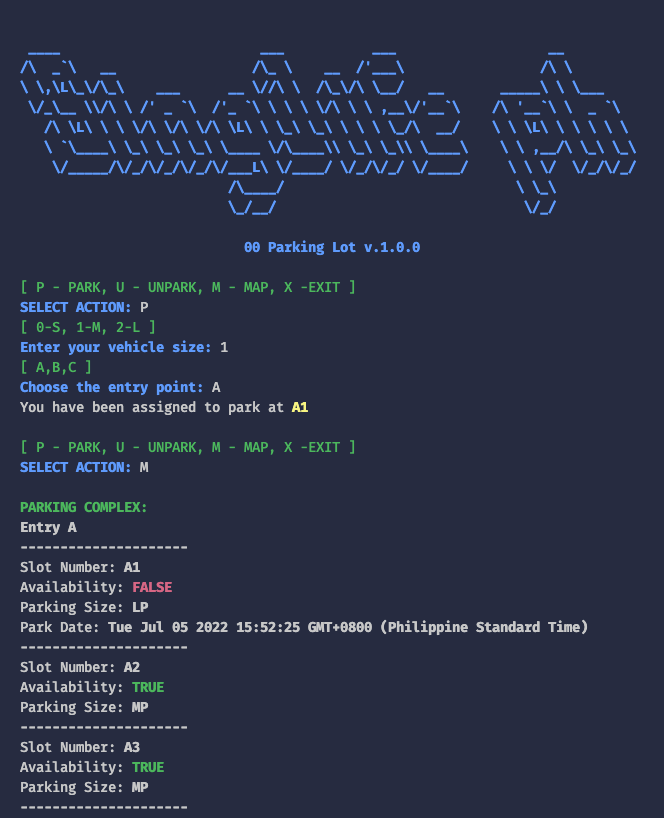 00 Parking Lot v.1.0.0
[ P - PARK, U - UNPARK, M - MAP, X -EXIT ]
SELECT ACTION: P
[ 0-S, 1-M, 2-L ]
Enter your vehicle size: 1
[ A,B,C ]
Choose the entry point: A
You have been assigned to park at A1
[ P - PARK, U - UNPARK, M - MAP, X -EXIT ]
SELECT ACTION: M
PARKING COMPLEX:
Entry A
---------------------
Slot Number: A1
Availability: FALSE
Parking Size: LP
Park Date: Tue Jul 05 2022 15:52:25 GMT+0800 (Philippine Standard Time)
---------------------
Slot Number: A2
Availability: TRUE
Parking Size: MP
---------------------
Slot Number: A3
Availability: TRUE
Parking Size: MP
---------------------